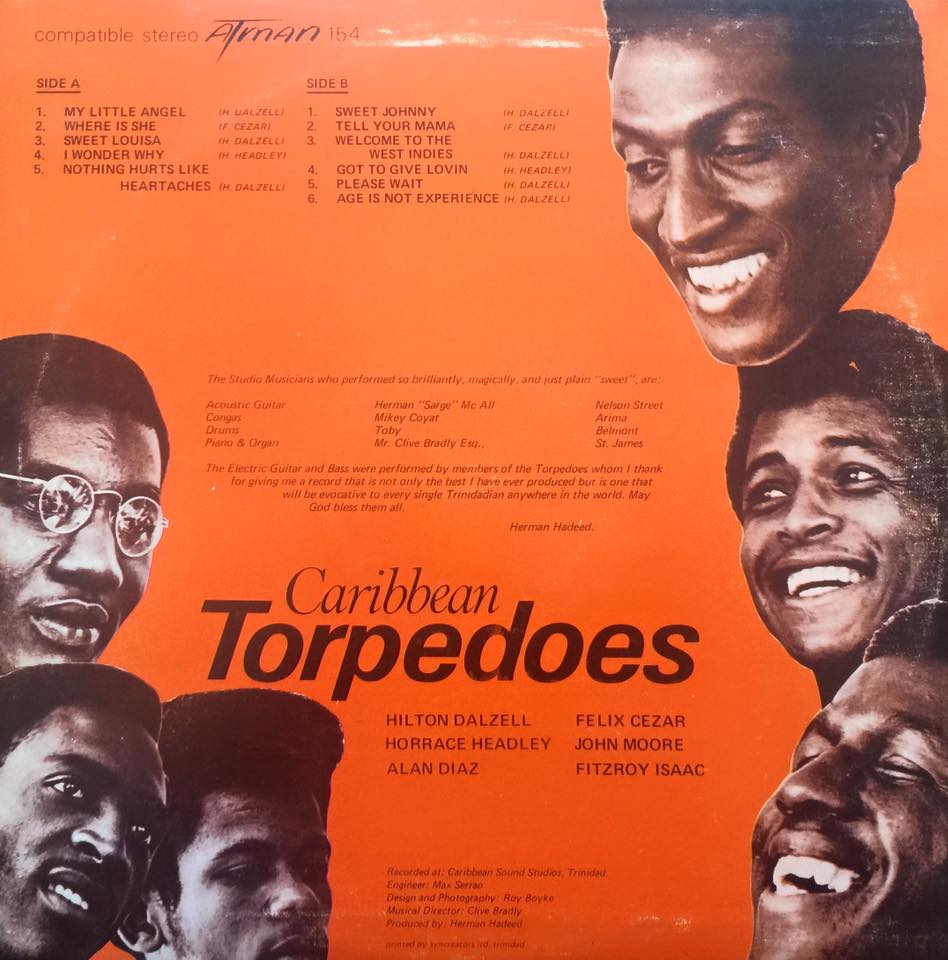 compatible stereo ATMAN 154
SIDE A
1. MY LITTLE ANGEL (H. DALZELL)
2. WHERE IS SHE (F. CEZAR)
3. SWEET LOUISA (H. DALZELL)
4. I WONDER WHY (H. HEADLEY)
5. NOTHING HURTS LIKE
HEARTACHES (H. DALZELL)
SIDE B
1. SWEET JOHNNY (H. DALZELL)
2. TELL YOUR MAMA (F. CEZAR)
3. WELCOME TO THE
WEST INDIES (H. DALZELL)
4. GOT TO GIVE LOVIN (H. HEADLEY)
5. PLEASE WAIT (H. DALZELL)
6. AGE IS NOT EXPERIENCE (H. DALZELL)
The Studio Musicians who performed so brilliantly, magically, and just plain "sweet", are:
Acoustic Guitar Herman "Sarge" Mc All Nelson Street
Congas Mikey Coyat Arima
Drums Toby Belmont
Piano & Organ Mr. Clive Bradly Esq., St. James
The Electric Guitar and Bass were performed by members of the Torpedoes whom I thank
for giving me a record that is not only the best I have ever produced but is one that
will be evocative to every single Trinidadian anywhere in the world. May
God bless them all.
Herman Hadeed.
Caribbean
Torpedoes
HILTON DALZELL FELIX CEZAR
HORRACE HEADLEY JOHN MOORE
ALAN DIAZ FITZROY ISAAC
Recorded at: Caribbean Sound Studios, Trinidad.
Engineer: Max Serrao
Design and Photography: Roy Boyke
Musical Director: Clive Bradly
Produced by: Herman Hadeed
printed by syncreators ltd, trinidad